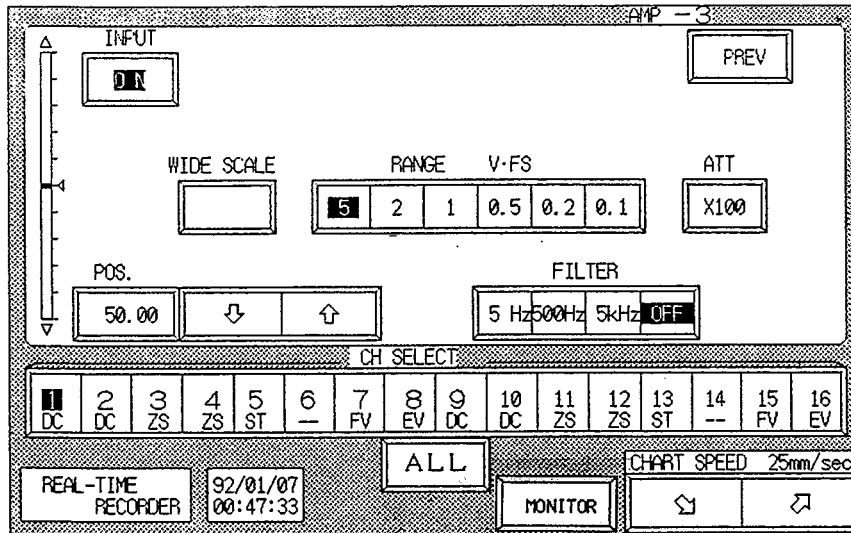 AMP -3
INPUT
ON
PREV
WIDE SCALE
RANGE V·FS
ATT
5 2 1 0.5 0.2 0.1
X100
POS.
FILTER
50.00
5 Hz 500Hz 5kHz OFF
CH SELECT
1 2 3 4 5 6 7 8 9 10 11 12 13 14 15 16
DC DC ZS ZS ST -- FV EV DC DC ZS ZS ST -- FV EV
ALL
CHART SPEED 25mm/sec
REAL-TIME
RECORDER
92/01/07
00:47:33
MONITOR